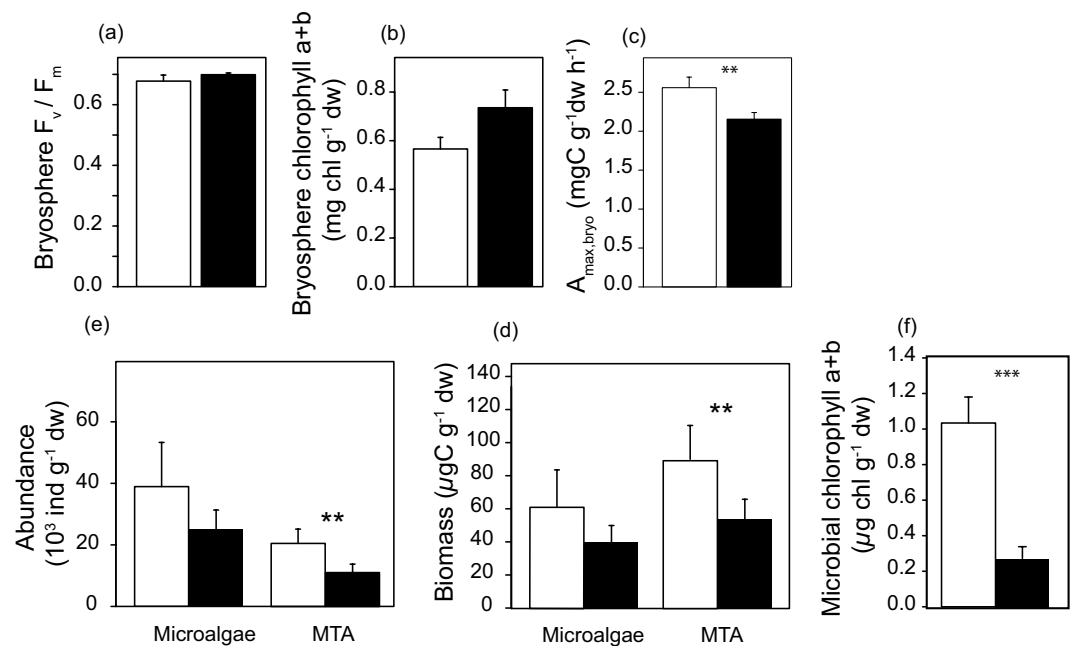 (a)
Bryosphere Fv / Fm
0.6
0.4
0.2
0.0
(b)
Bryosphere chlorophyll a+b
(mg chl g-1 dw)
0.8
0.6
0.4
0.2
0.0
(c)
Amax,bryo (mgC g-1dw h-1)
2.5
2.0
1.5
1.0
0.5
0.0
**
(e)
Abundance
(10³ ind g-1 dw)
60
40
20
0
**
Microalgae MTA
(d)
Biomass (µgC g-1 dw)
140
100
80
60
40
20
0
**
Microalgae MTA
(f)
Microbial chlorophyll a+b
(µg chl g-1 dw)
1.4
1.2
1.0
0.8
0.6
0.4
0.2
0.0
***